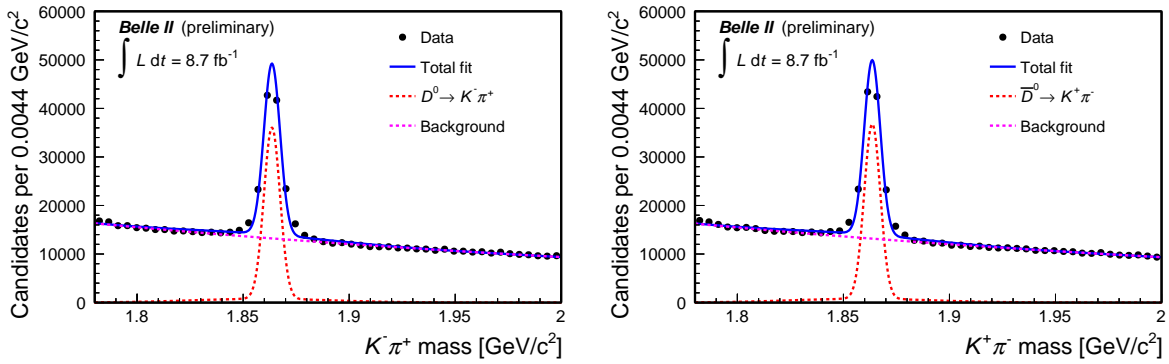 Belle II (preliminary)
∫ L dt = 8.7 fb⁻¹
Data
Total fit
D⁰→ K⁻π⁺
Background
Candidates per 0.0044 GeV/c²
60000
50000
40000
30000
20000
10000
0
1.8
1.85
1.9
1.95
2
K⁻π⁺ mass [GeV/c²]
Belle II (preliminary)
∫ L dt = 8.7 fb⁻¹
Data
Total fit
D̅⁰→ K⁺π⁻
Background
Candidates per 0.0044 GeV/c²
60000
50000
40000
30000
20000
10000
0
1.8
1.85
1.9
1.95
2
K⁺π⁻ mass [GeV/c²]